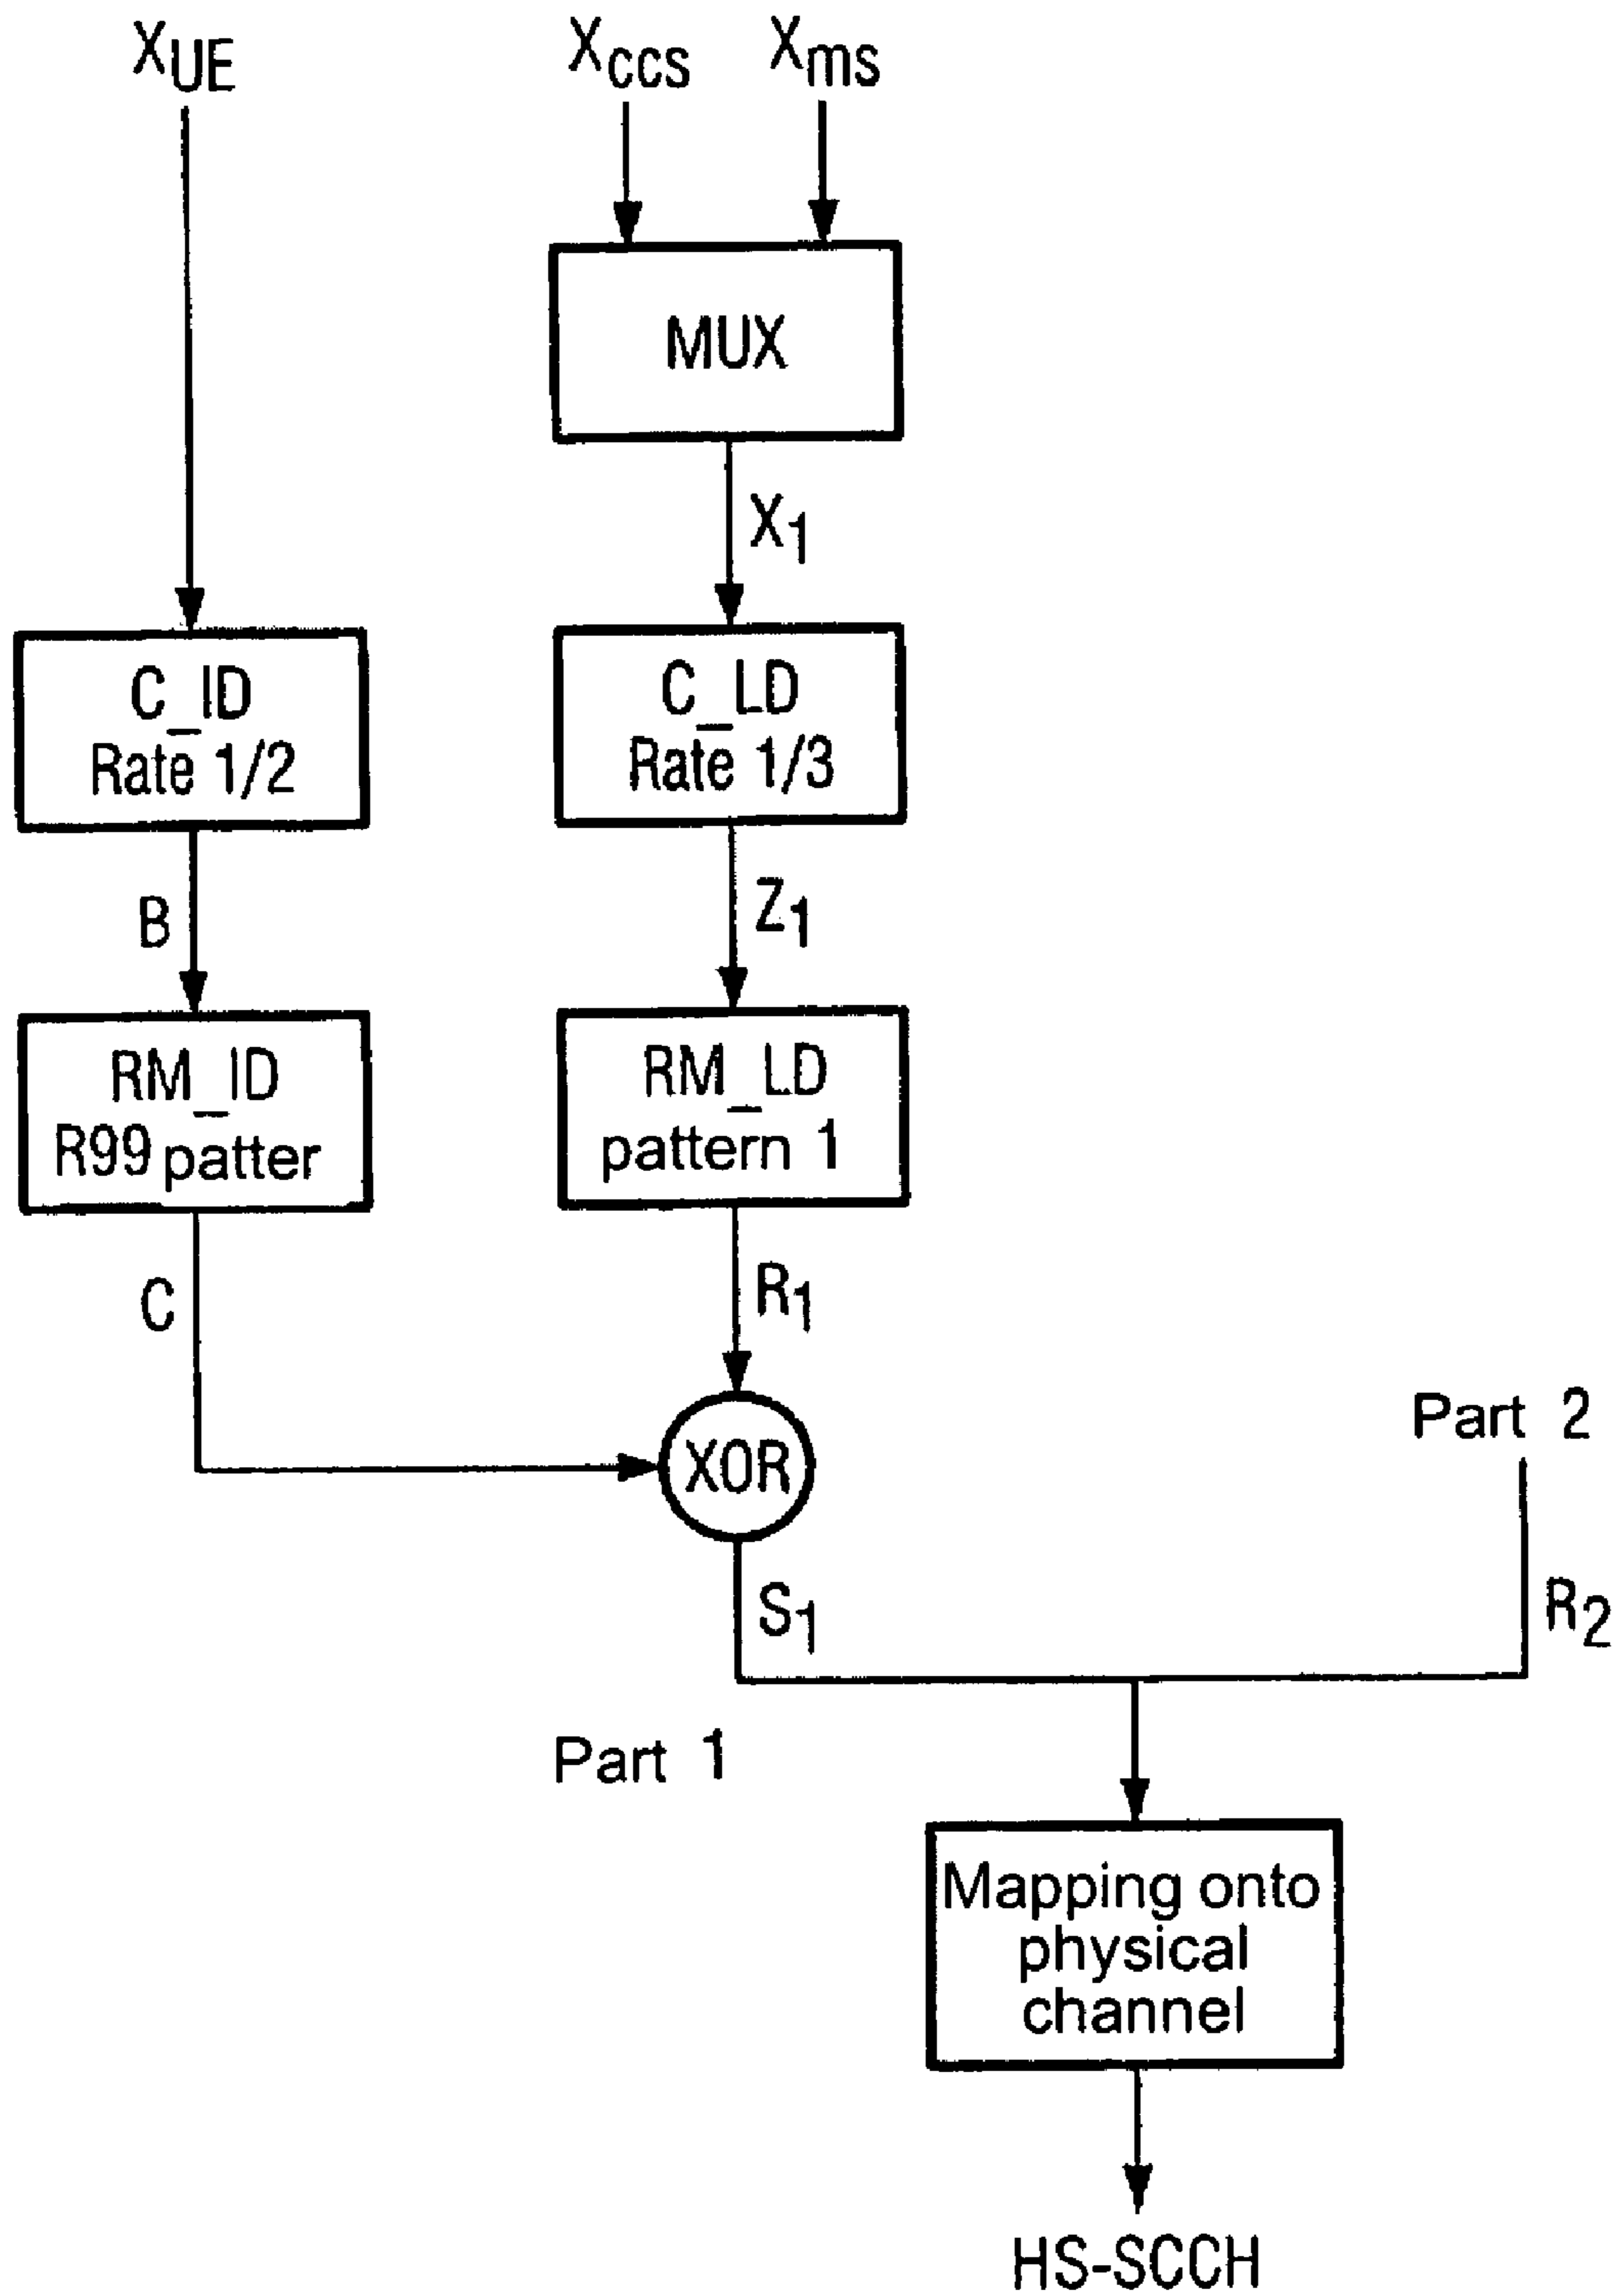 XUE
Xccs
Xms
MUX
X1
C_ID
Rate 1/2
C_LD
Rate 1/3
B
Z1
RM_ID
R99 patter
RM_LD
pattern 1
C
R1
XOR
Part 2
S1
R2
Part 1
Mapping onto
physical
channel
HS-SCCH